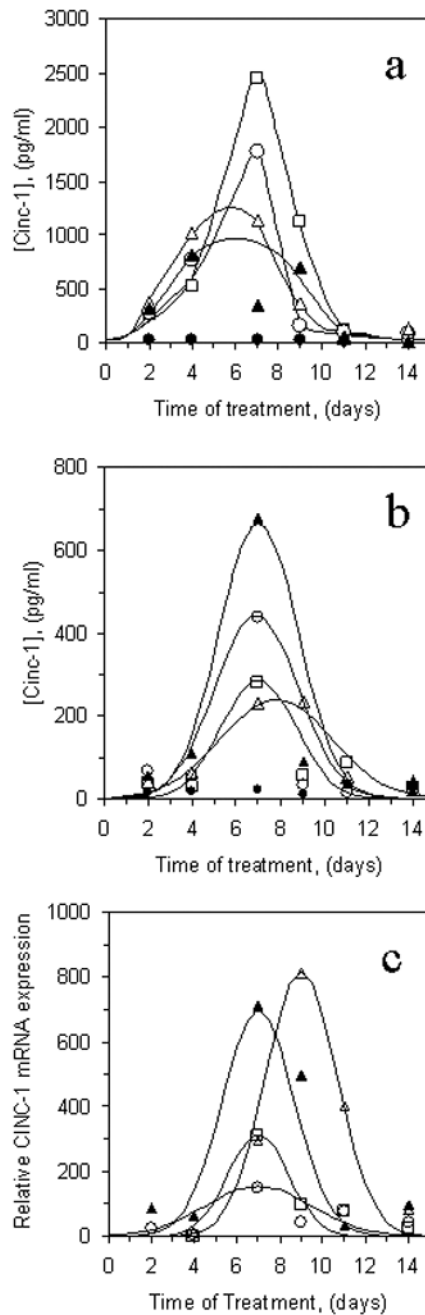 a
3000
2500
2000
1500
1000
500
0
[Cinc-1], (pg/ml)
0 2 4 6 8 10 12 14
Time of treatment, (days)
b
800
600
400
200
0
[Cinc-1], (pg/ml)
0 2 4 6 8 10 12 14
Time of treatment, (days)
c
1000
800
600
400
200
0
Relative CINC-1 mRNA expression
0 2 4 6 8 10 12 14
Time of Treatment, (days)